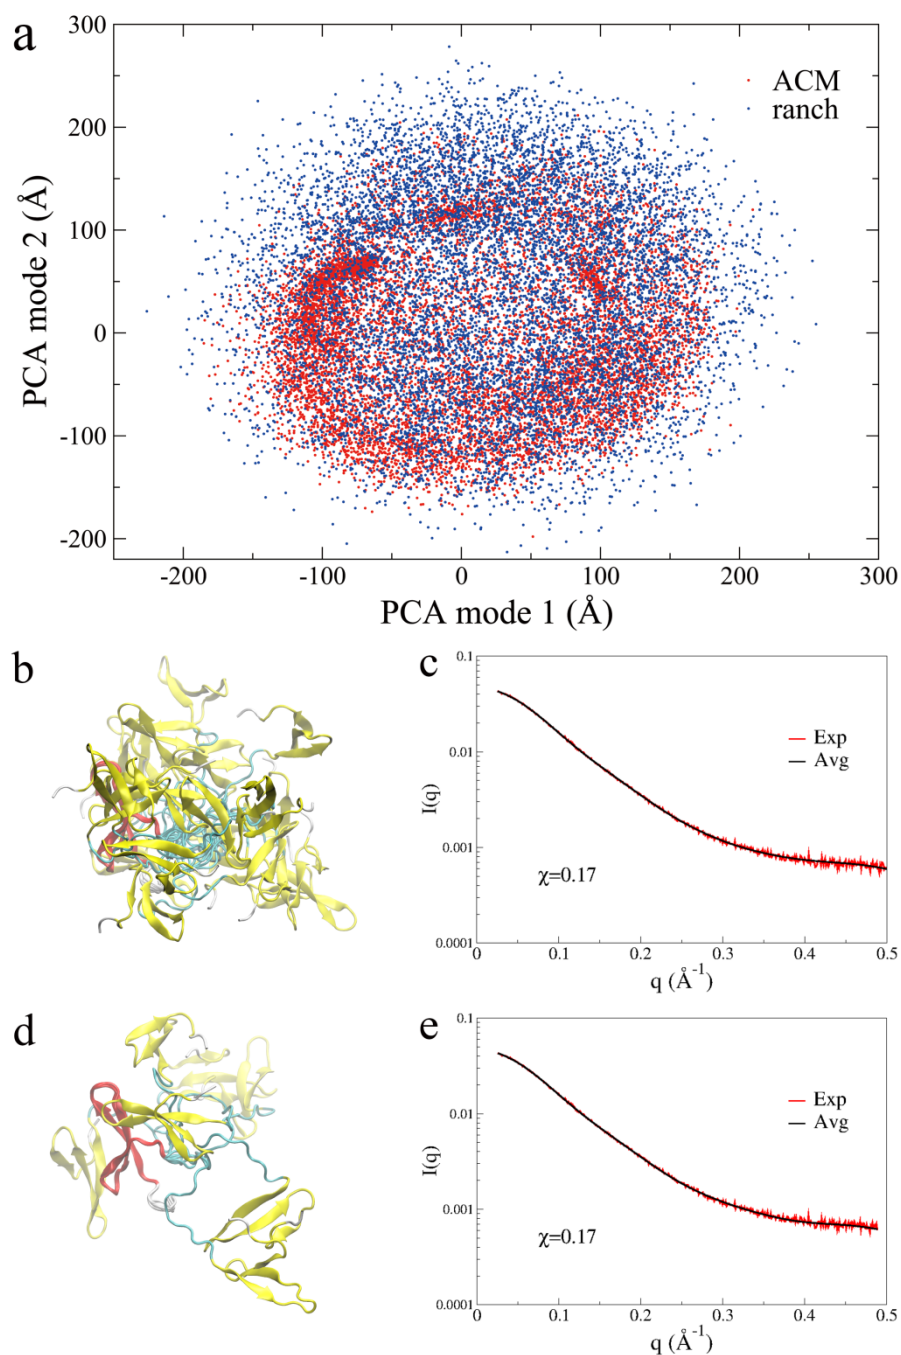 a
300
200
100
0
-100
-200
PCA mode 2 (Å)
ACM
ranch
-200
-100
0
100
200
300
PCA mode 1 (Å)
b
c
0.1
0.01
0.001
0.0001
I(q)
Exp
Avg
χ=0.17
0
0.1
0.2
0.3
0.4
0.5
q (Å-1)
d
e
0.1
0.01
0.001
0.0001
I(q)
Exp
Avg
χ=0.17
0
0.1
0.2
0.3
0.4
0.5
q (Å-1)